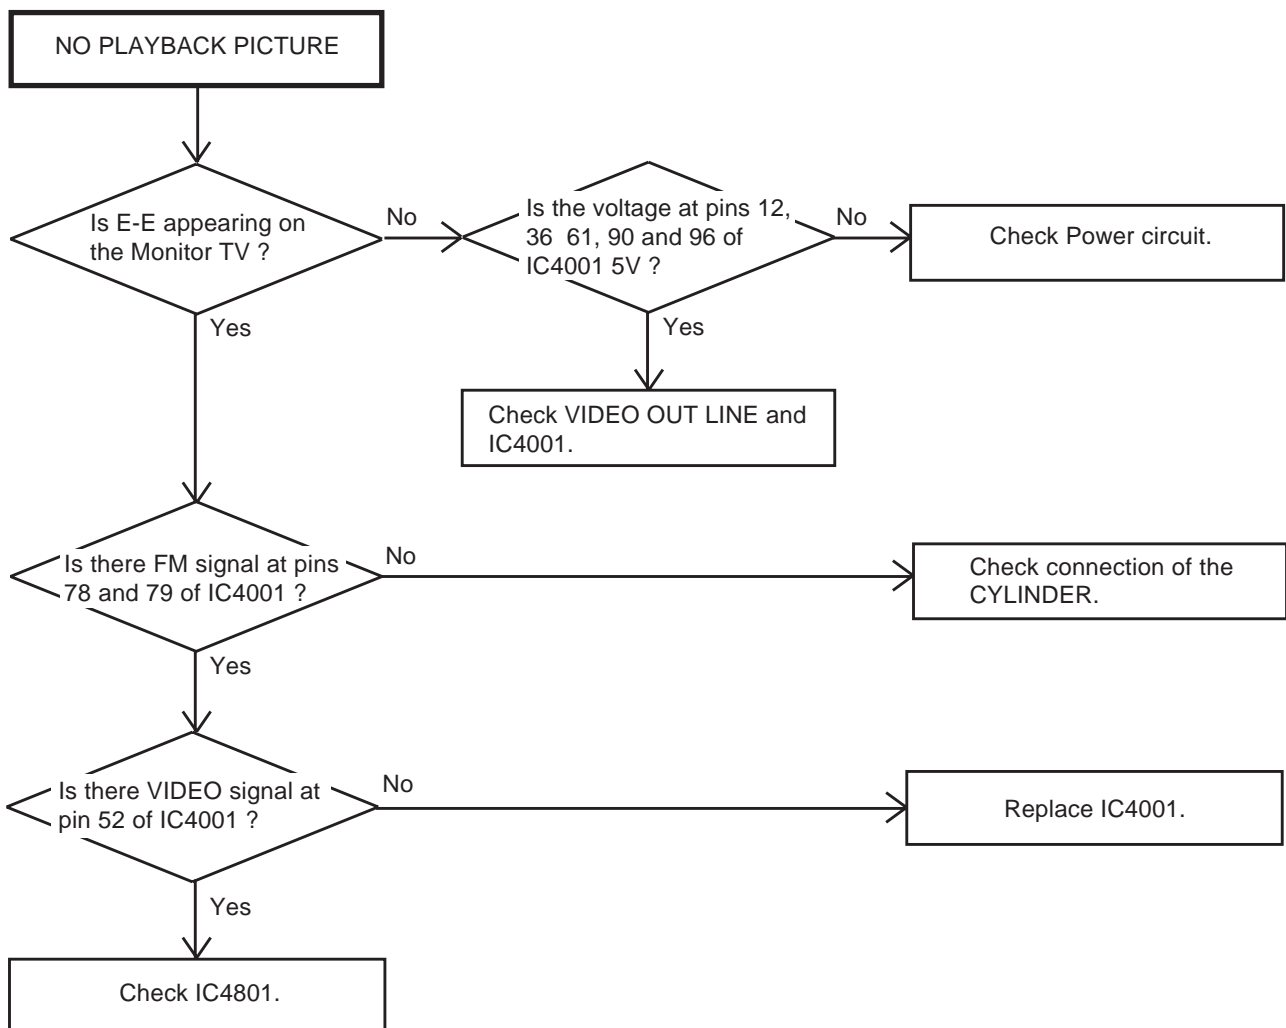 NO PLAYBACK PICTURE
Is E-E appearing on
the Monitor TV ?
No
Is the voltage at pins 12,
36  61, 90 and 96 of
IC4001 5V ?
No
Check Power circuit.
Yes
Yes
Check VIDEO OUT LINE and
IC4001.
Is there FM signal at pins
78 and 79 of IC4001 ?
No
Check connection of the
CYLINDER.
Yes
Is there VIDEO signal at
pin 52 of IC4001 ?
No
Replace IC4001.
Yes
Check IC4801.